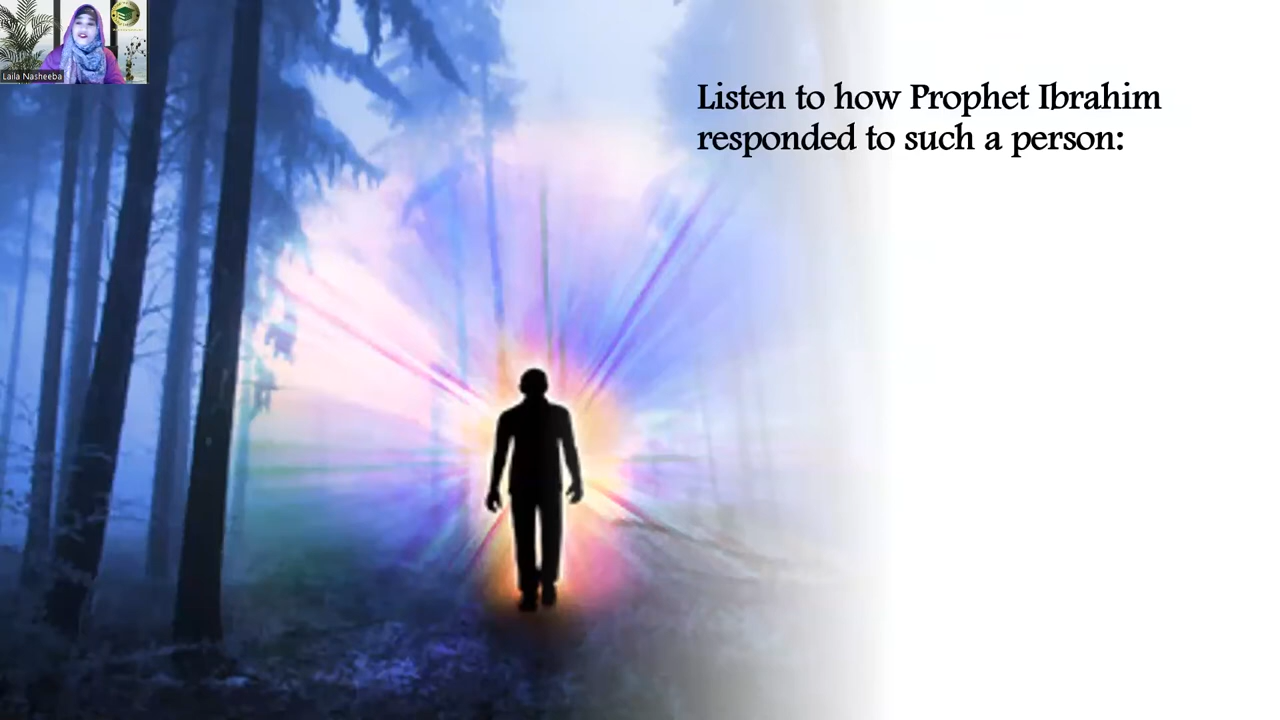 Laila Nasheeba
Listen to how Prophet Ibrahim
responded to such a person: